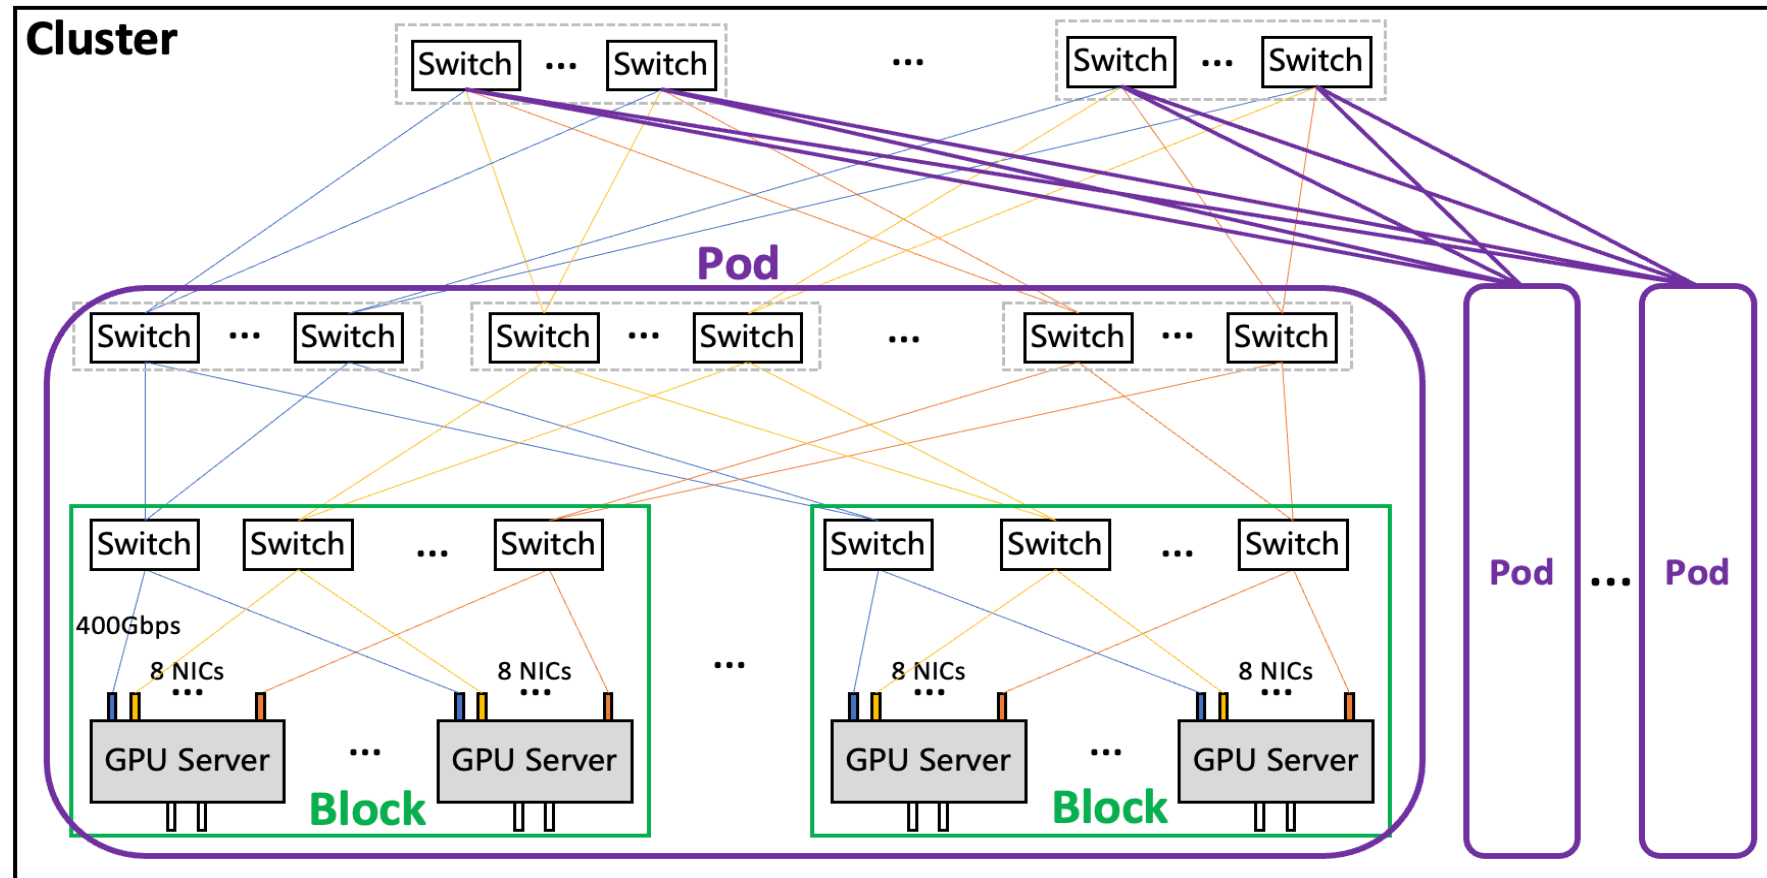 Cluster
Switch ... Switch ... Switch ... Switch
Pod
Switch ... Switch Switch ... Switch ... Switch ... Switch
Switch Switch ... Switch Switch Switch ... Switch
Pod ... Pod
400Gbps
8 NICs 8 NICs ... 8 NICs 8 NICs
... ... ... ...
GPU Server ... GPU Server GPU Server ... GPU Server
Block Block